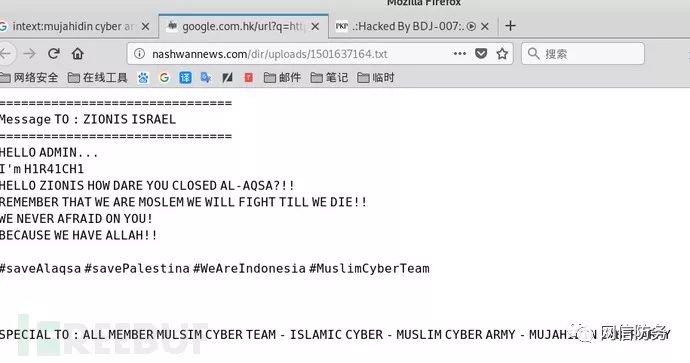 Mozilla Firefox
intext:mujahidin cyber ar
google.com.hk/url?q=http
.:Hacked By BDJ-007:.
nashwannews.com/dir/uploads/1501637164.txt
搜索
网络安全 在线工具 邮件 笔记 临时
===============================
Message TO : ZIONIS ISRAEL
===============================
HELLO ADMIN...
I'm H1R41CH1
HELLO ZIONIS HOW DARE YOU CLOSED AL-AQSA?!!
REMEMBER THAT WE ARE MOSLEM WE WILL FIGHT TILL WE DIE!!
WE NEVER AFRAID ON YOU!
BECAUSE WE HAVE ALLAH!!
#saveAlaqsa #savePalestina #WeAreIndonesia #MuslimCyberTeam
SPECIAL TO : ALL MEMBER MULSIM CYBER TEAM - ISLAMIC CYBER - MUSLIM CYBER ARMY -
网信防务
REEBUF